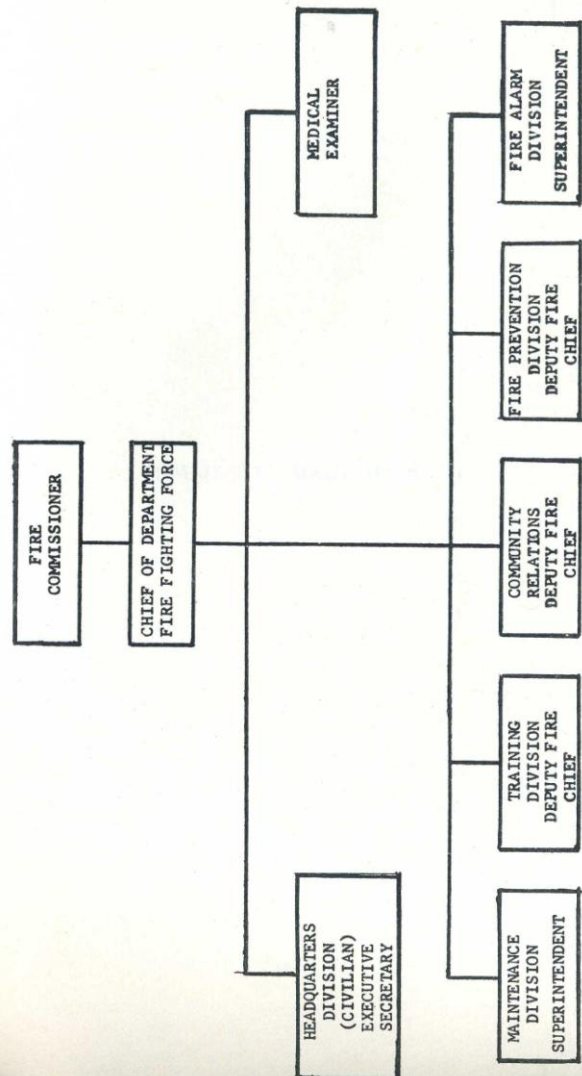 FIRE
COMMISSIONER
CHIEF OF DEPARTMENT
FIRE FIGHTING FORCE
HEADQUARTERS
DIVISION
(CIVILIAN)
EXECUTIVE
SECRETARY
MEDICAL
EXAMINER
MAINTENANCE
DIVISION
SUPERINTENDENT
TRAINING
DIVISION
DEPUTY FIRE
CHIEF
COMMUNITY
RELATIONS
DEPUTY FIRE
CHIEF
FIRE PREVENTION
DIVISION
DEPUTY FIRE
CHIEF
FIRE ALARM
DIVISION
SUPERINTENDENT